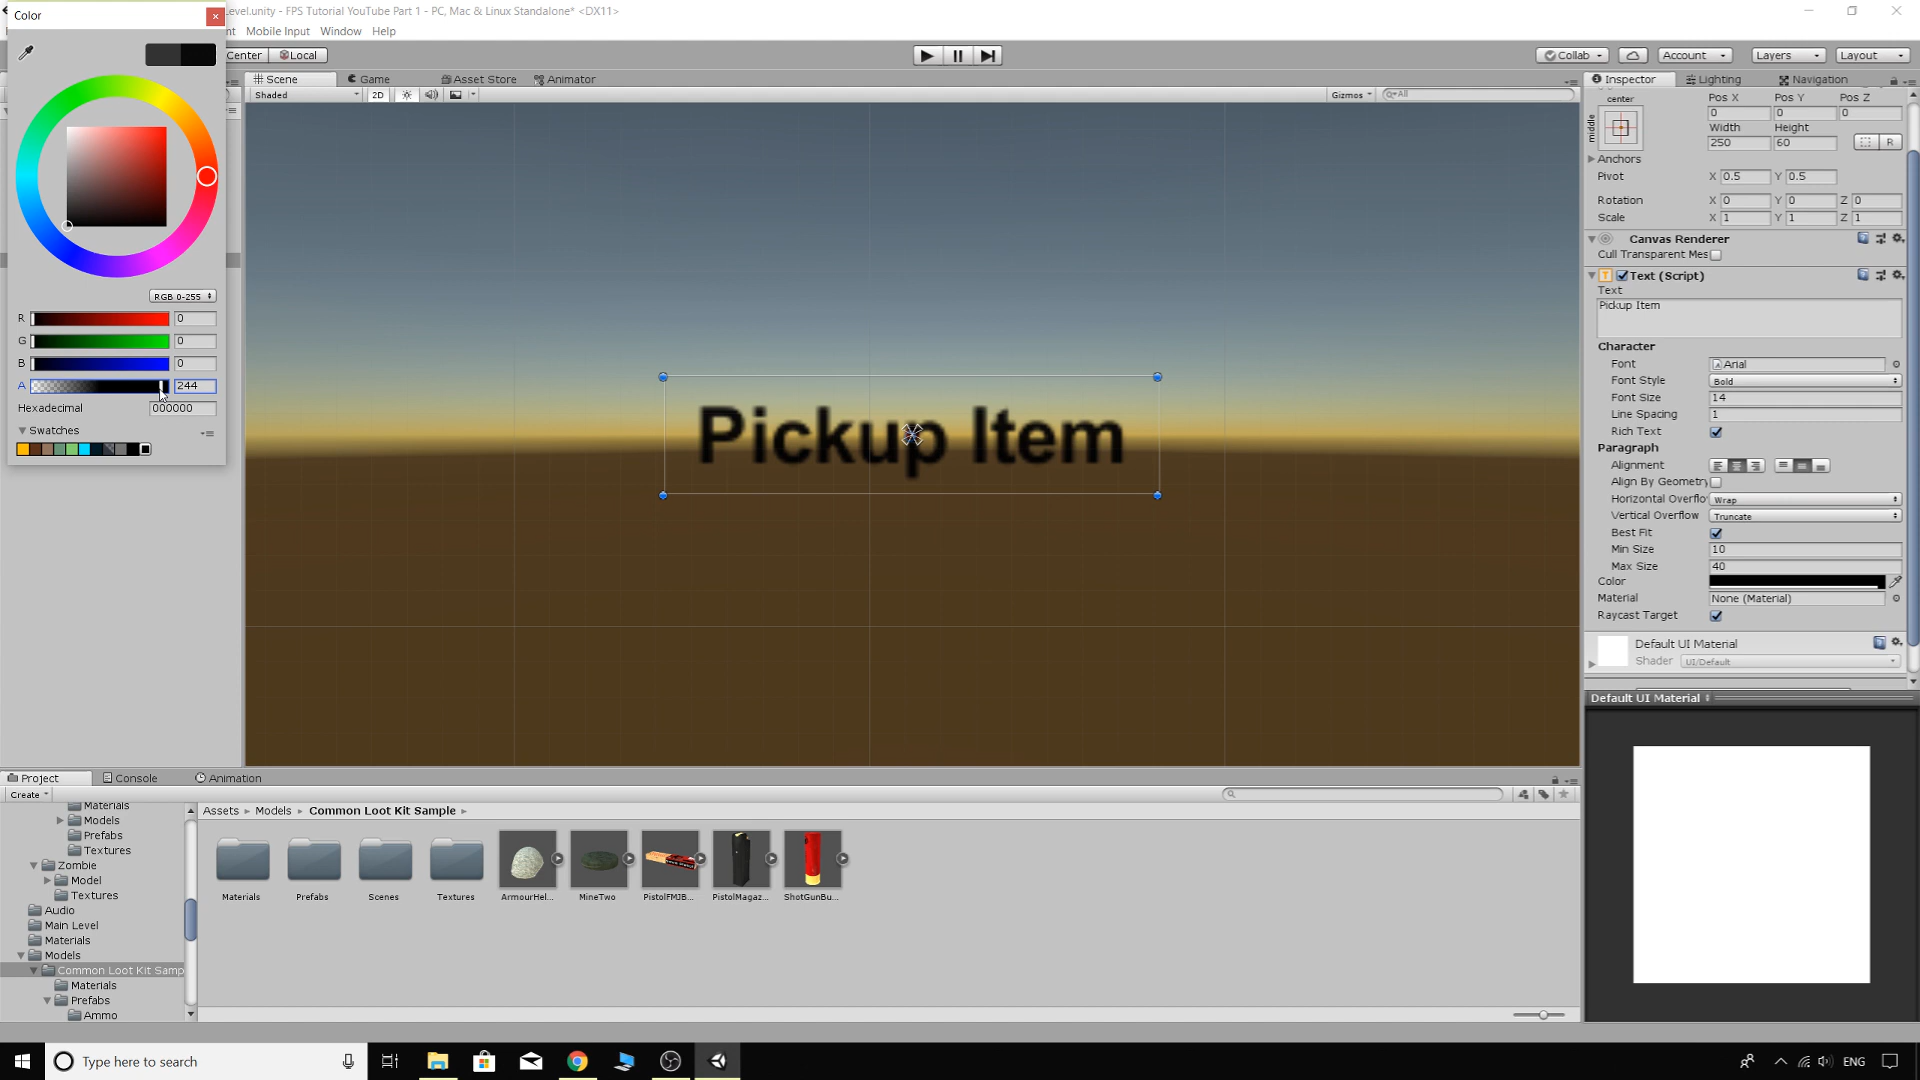 Color
Level.unity - FPS Tutorial YouTube Part 1 - PC, Mac & Linux Standalone* <DX11>
nt Mobile Input Window Help
Center Local
Collab Account Layers Layout
Scene Game Asset Store Animator
Shaded 2D Gizmos All
RGB 0-255
R 0
G 0
B 0
A 244
Hexadecimal 000000
Swatches
Pickup Item
Inspector Lighting Navigation
center Pos X Pos Y Pos Z
middle 0 0 0
Width Height
250 60 R
Anchors
Pivot X 0.5 Y 0.5
Rotation X 0 Y 0 Z 0
Scale X 1 Y 1 Z 1
Canvas Renderer
Cull Transparent Mes
T Text (Script)
Text
Pickup Item
Character
Font Arial
Font Style Bold
Font Size 14
Line Spacing 1
Rich Text
Paragraph
Alignment
Align By Geometry
Horizontal Overflo Wrap
Vertical Overflow Truncate
Best Fit
Min Size 10
Max Size 40
Color
Material None (Material)
Raycast Target
Default UI Material
Shader UI/Default
Default UI Material
Project Console Animation
Create
Materials
Models
Prefabs
Textures
Zombie
Model
Textures
Audio
Main Level
Materials
Models
Common Loot Kit Samp
Materials
Prefabs
Ammo
Assets Models Common Loot Kit Sample
Materials Prefabs Scenes Textures ArmourHel... MineTwo PistolFMJB... PistolMagaz... ShotGunBu...
Type here to search
ENG